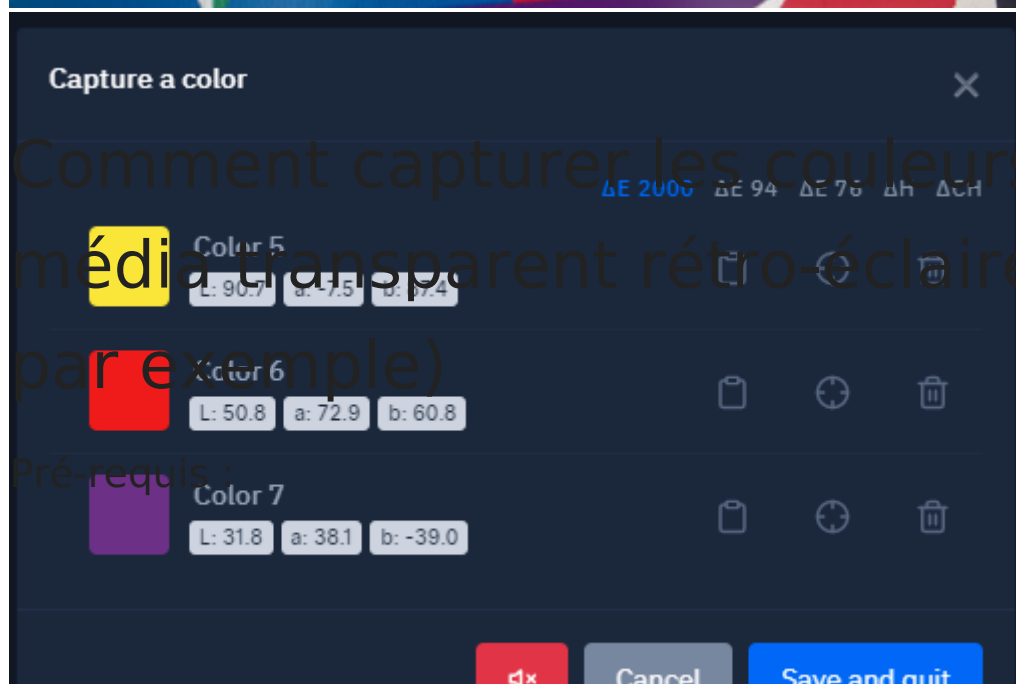 Capture a color
Comment capturer les couleurs
ΔE 2000 ΔE 94 ΔE 76 ΔH ΔCH
Color 5
média transparent rétro-éclairé
L: 90.7 a: -7.5 b: 87.4
par exemple)
Color 6
L: 50.8 a: 72.9 b: 60.8
Pré-requis :
Color 7
L: 31.8 a: 38.1 b: -39.0
Cancel Save and quit